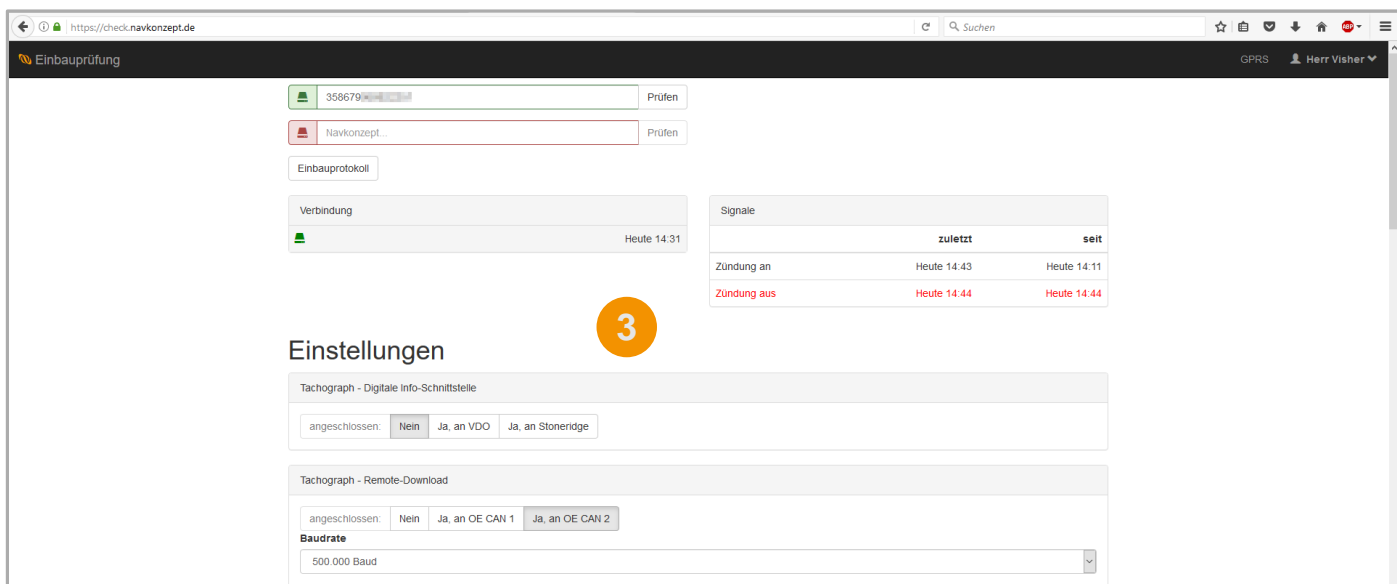 https://check.navkonzept.de
Suchen
ABP
Einbauprüfung
GPRS
Herr Visher
358679
Prüfen
Navkonzept...
Prüfen
Einbauprotokoll
Verbindung
Heute 14:31
Signale
zuletzt seit
Zündung an Heute 14:43 Heute 14:11
Zündung aus Heute 14:44 Heute 14:44
3
Einstellungen
Tachograph - Digitale Info-Schnittstelle
angeschlossen: Nein Ja, an VDO Ja, an Stoneridge
Tachograph - Remote-Download
angeschlossen: Nein Ja, an OE CAN 1 Ja, an OE CAN 2
Baudrate
500.000 Baud